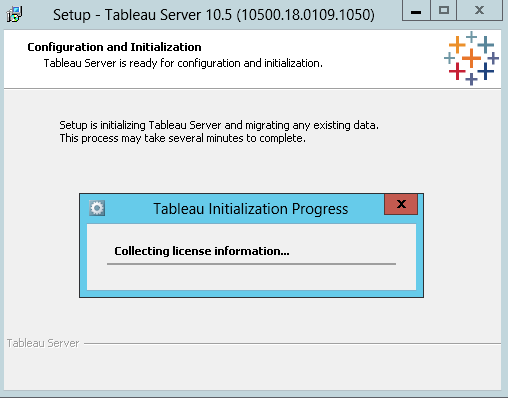 Setup - Tableau Server 10.5 (10500.18.0109.1050)
Configuration and Initialization
Tableau Server is ready for configuration and initialization.
Setup is initializing Tableau Server and migrating any existing data.
This process may take several minutes to complete.
Tableau Initialization Progress
Collecting license information...
Tableau Server